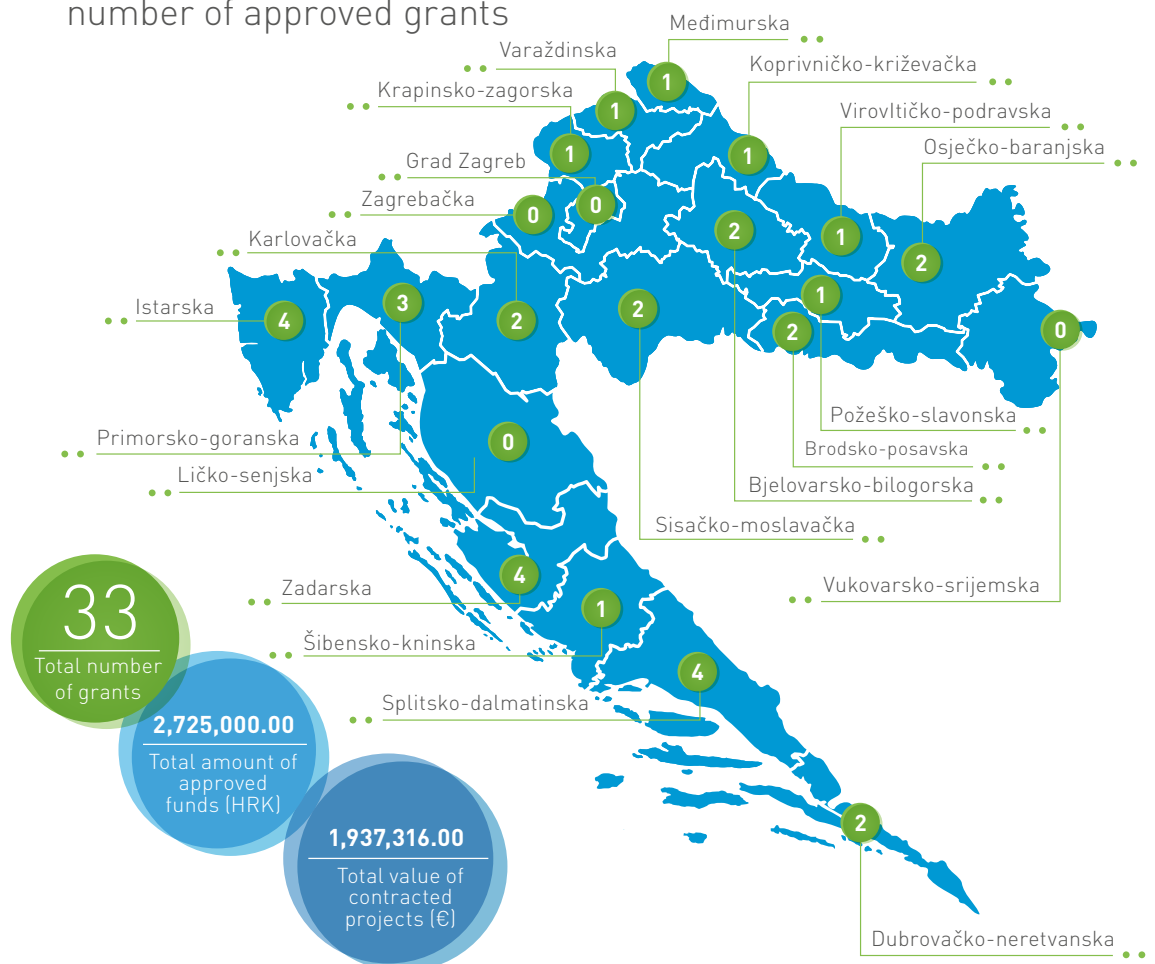 number of approved grants
Međimurska
1
Varaždinska
1
Koprivničko-križevačka
1
Krapinsko-zagorska
1
VirovItičko-podravska
1
Osječko-baranjska
2
Grad Zagreb
0
Zagrebačka
0
Karlovačka
2
Istarska
4
3
2
2
1
2
0
Požeško-slavonska
Brodsko-posavska
Primorsko-goranska
0
Ličko-senjska
Bjelovarsko-bilogorska
Sisačko-moslavačka
Vukovarsko-srijemska
Zadarska
4
Šibensko-kninska
1
Splitsko-dalmatinska
4
33
Total number
of grants
2,725,000.00
Total amount of
approved
funds (HRK)
1,937,316.00
Total value of
contracted
projects (€)
2
Dubrovačko-neretvanska